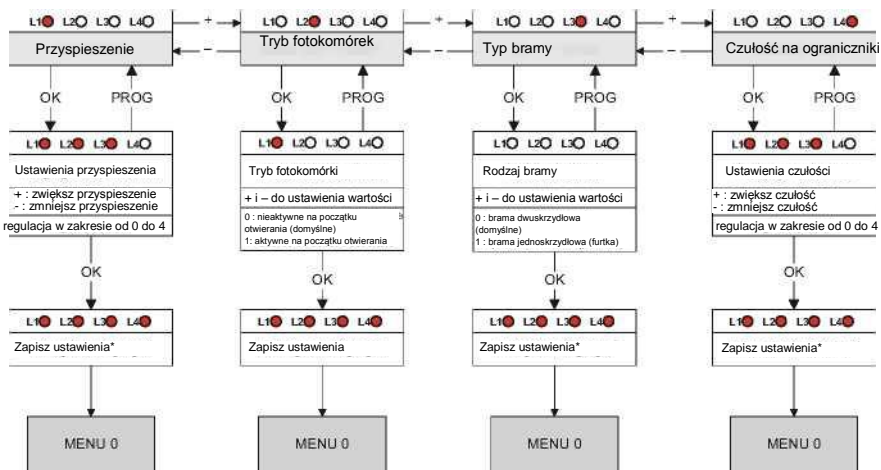 L1 L2 L3 L4
Przyspieszenie
+
–
L1 L2 L3 L4
Tryb fotokomórek
+
–
L1 L2 L3 L4
Typ bramy
+
–
L1 L2 L3 L4
Czułość na ograniczniki
OK
PROG
OK
PROG
OK
PROG
OK
PROG
L1 L2 L3 L4
Ustawienia przyspieszenia
+ : zwiększ przyspieszenie
- : zmniejsz przyspieszenie
regulacja w zakresie od 0 do 4
L1 L2 L3 L4
Tryb fotokomórki
+ i – do ustawienia wartości
0 : nieaktywne na początku
otwierania (domyślne)
1: aktywne na początku otwierania
L1 L2 L3 L4
Rodzaj bramy
+ i – do ustawienia wartości
0 : brama dwuskrzydłowa
(domyślne)
1 : brama jednoskrzydłowa (furtka)
L1 L2 L3 L4
Ustawienia czułości
+ : zwiększ czułość
- : zmniejsz czułość
regulacja w zakresie od 0 do 4
OK
OK
OK
OK
L1 L2 L3 L4
Zapisz ustawienia*
L1 L2 L3 L4
Zapisz ustawienia
L1 L2 L3 L4
Zapisz ustawienia*
L1 L2 L3 L4
Zapisz ustawienia*
MENU 0
MENU 0
MENU 0
MENU 0